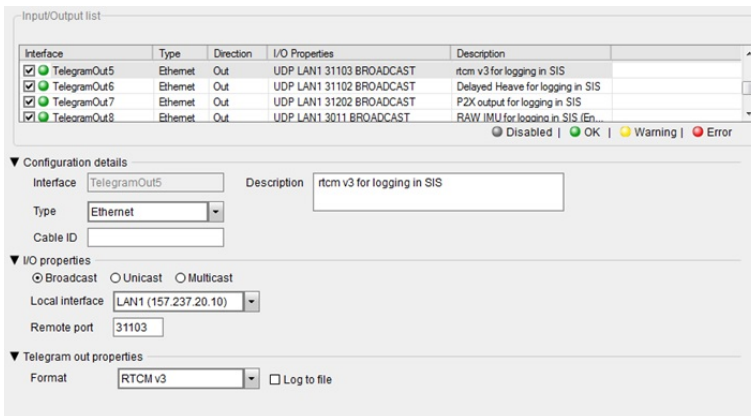 Input/Output list
Interface Type Direction I/O Properties Description
TelegramOut5 Ethernet Out UDP LAN1 31103 BROADCAST rtcm v3 for logging in SIS
TelegramOut6 Ethernet Out UDP LAN1 31102 BROADCAST Delayed Heave for logging in SIS
TelegramOut7 Ethernet Out UDP LAN1 31202 BROADCAST P2X output for logging in SIS
TelegramOut8 Ethernet Out UDP LAN1 3011 BROADCAST RAW IMU for logging in SIS (En...
Disabled | OK | Warning | Error
Configuration details
Interface TelegramOut5 Description rtcm v3 for logging in SIS
Type Ethernet
Cable ID
I/O properties
Broadcast Unicast Multicast
Local interface LAN1 (157.237.20.10)
Remote port 31103
Telegram out properties
Format RTCM v3 Log to file